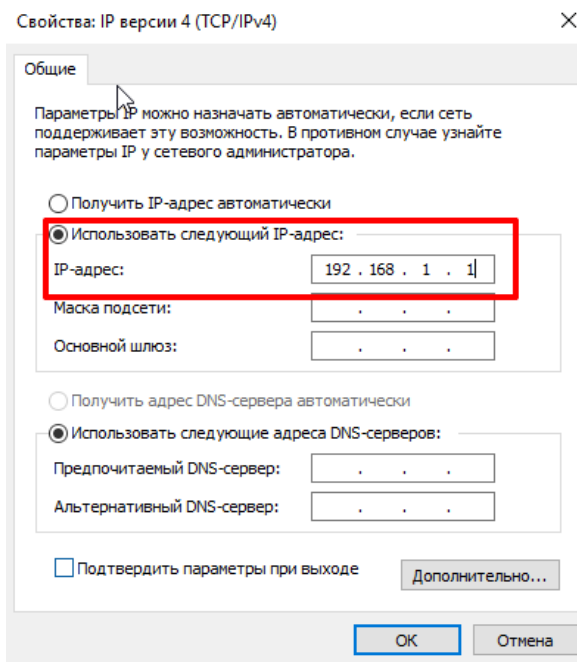 Свойства: IP версии 4 (TCP/IPv4)
Общие
Параметры IP можно назначать автоматически, если сеть
поддерживает эту возможность. В противном случае узнайте
параметры IP у сетевого администратора.
Получить IP-адрес автоматически
Использовать следующий IP-адрес:
IP-адрес: 192 . 168 . 1 . 1
Маска подсети: . . .
Основной шлюз: . . .
Получить адрес DNS-сервера автоматически
Использовать следующие адреса DNS-серверов:
Предпочитаемый DNS-сервер: . . .
Альтернативный DNS-сервер: . . .
Подтвердить параметры при выходе
Дополнительно...
ОК Отмена